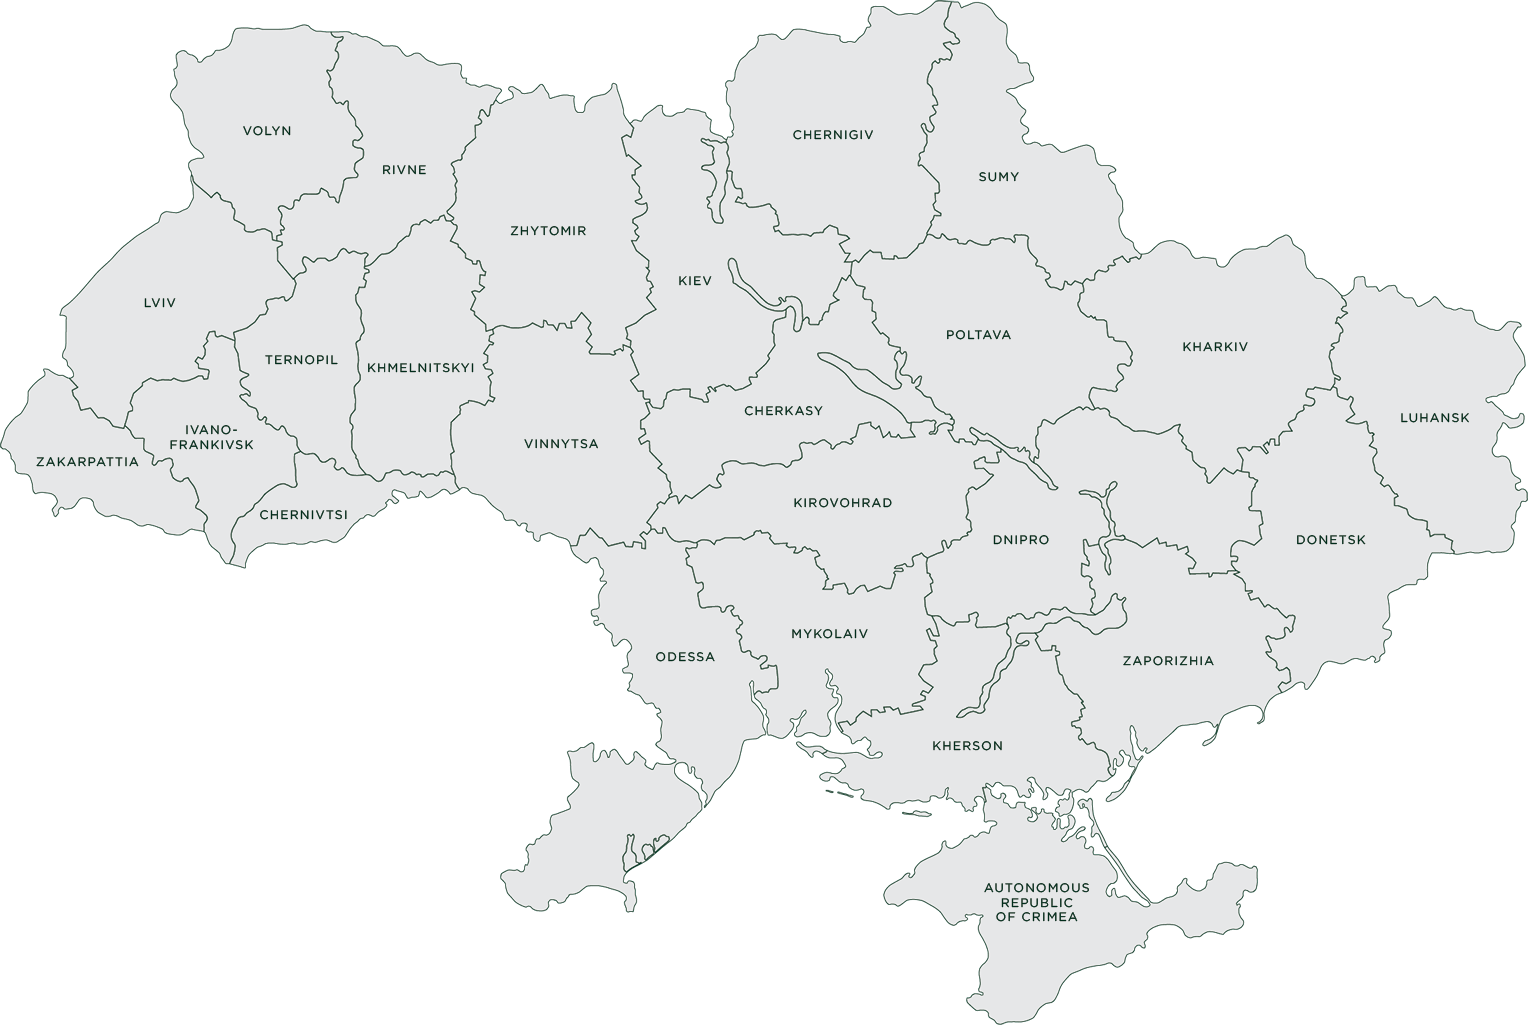 VOLYN
RIVNE
CHERNIGIV
SUMY
ZHYTOMIR
KIEV
LVIV
TERNOPIL
KHMELNITSKYI
POLTAVA
KHARKIV
CHERKASY
LUHANSK
IVANO-
FRANKIVSK
VINNYTSA
ZAKARPATTIA
KIROVOHRAD
CHERNIVTSI
DNIPRO
DONETSK
MYKOLAIV
ODESSA
ZAPORIZHIA
KHERSON
AUTONOMOUS
REPUBLIC
OF CRIMEA